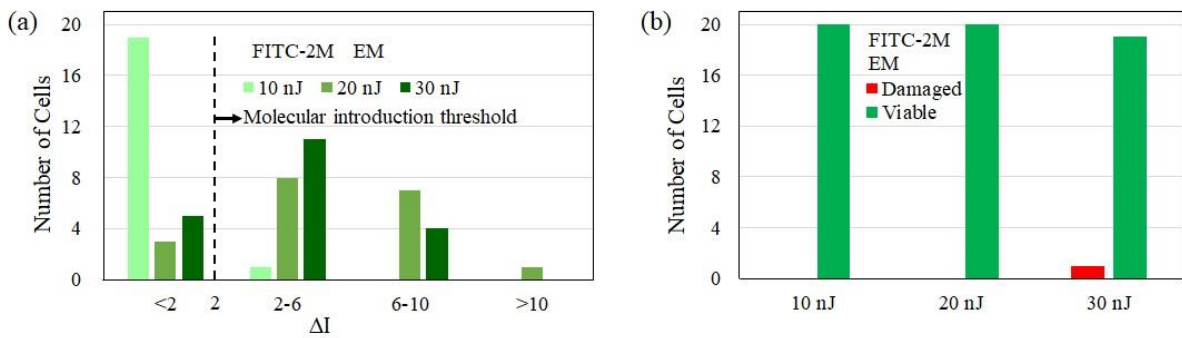 (a)
20
16
12
8
4
0
Number of Cells
FITC-2M EM
10 nJ 20 nJ 30 nJ
Molecular introduction threshold
<2 2 2-6 6-10 >10
ΔI
(b)
20
16
12
8
4
0
Number of Cells
FITC-2M
EM
Damaged
Viable
10 nJ 20 nJ 30 nJ